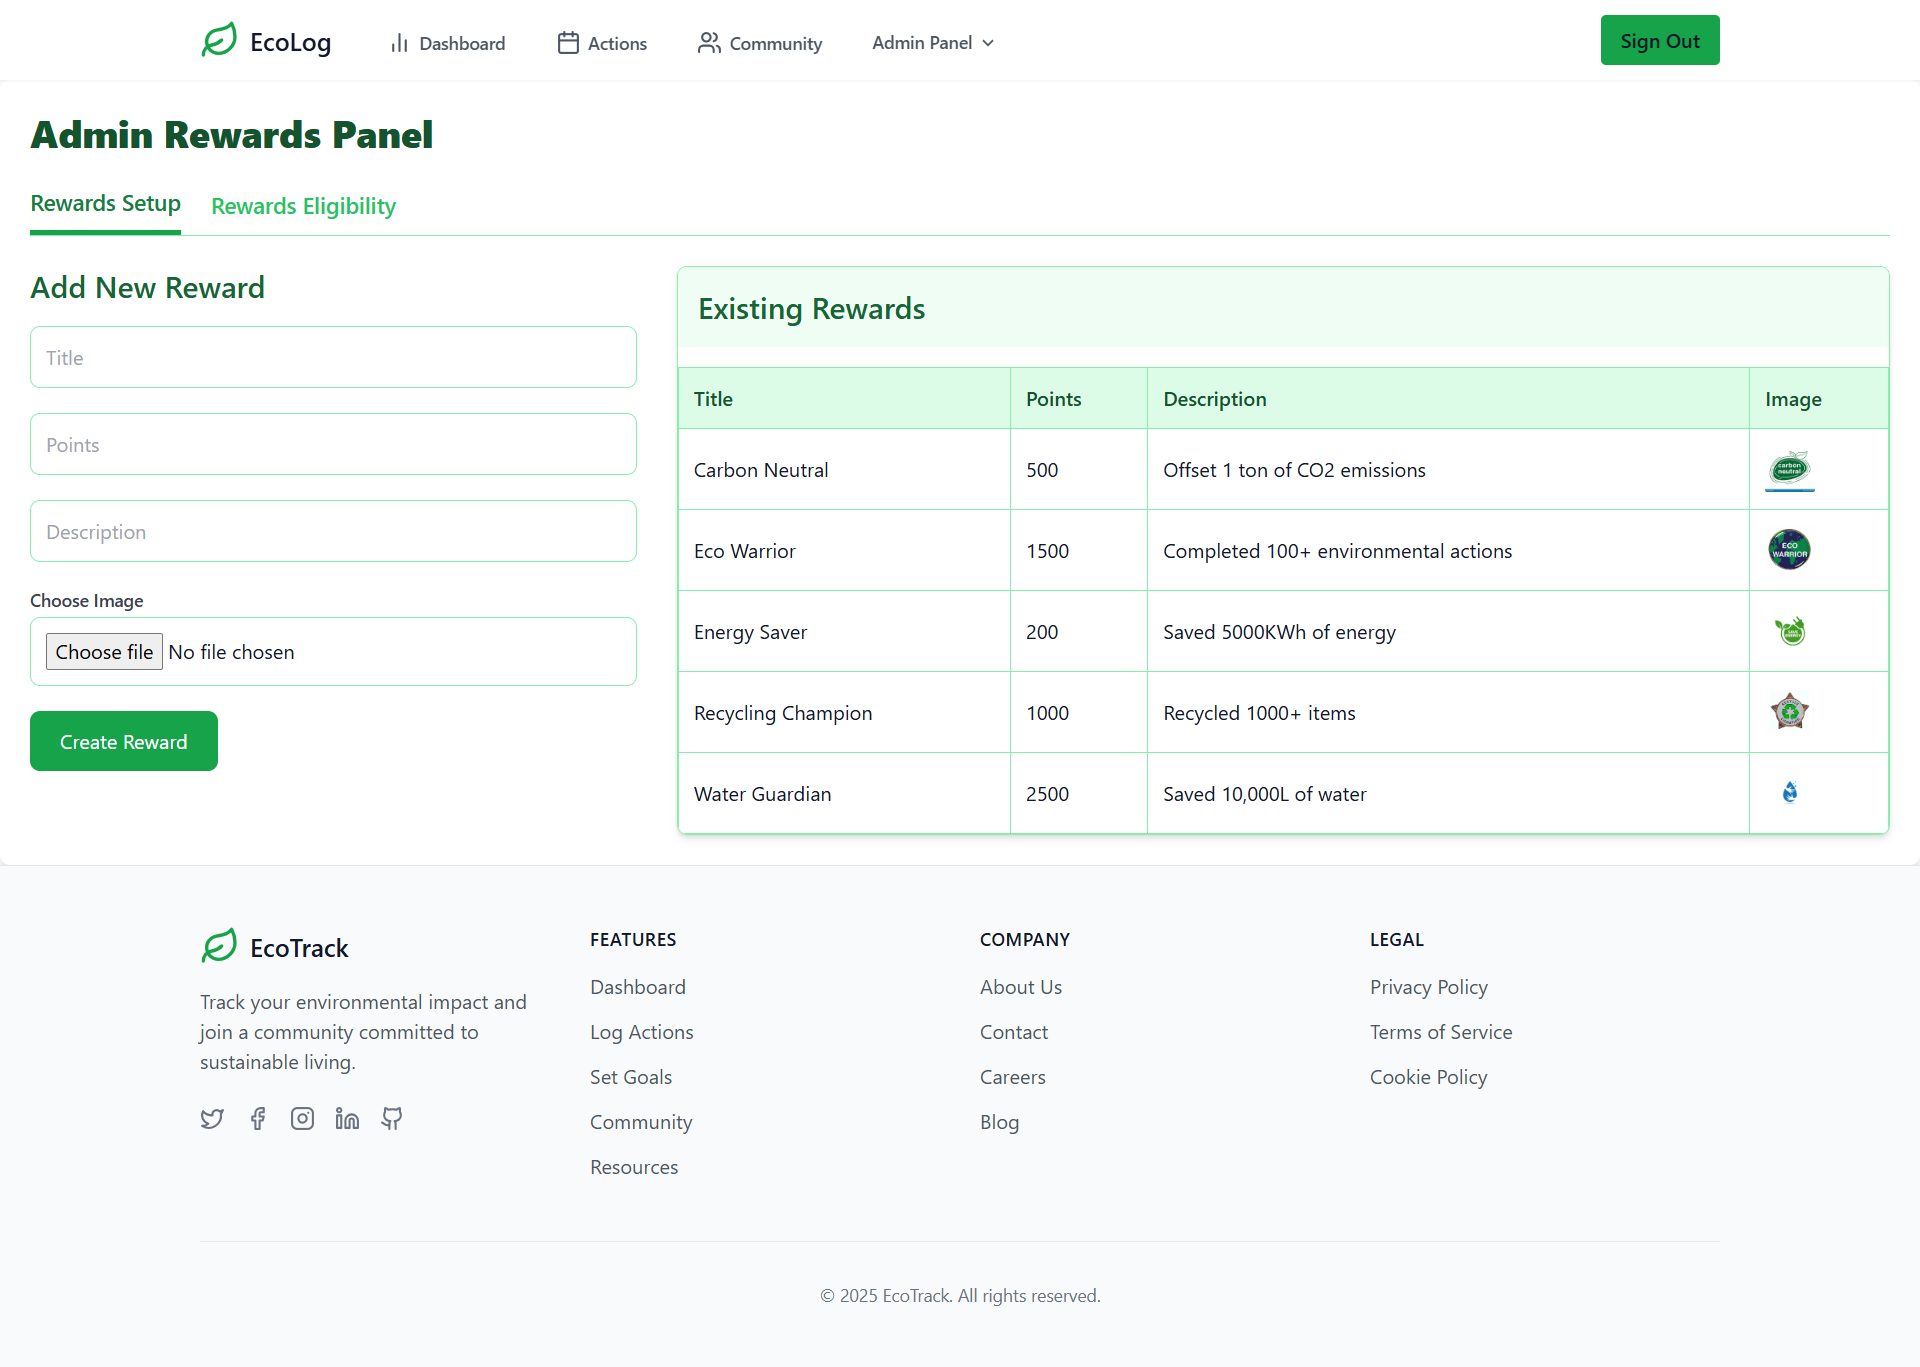 EcoLog
Dashboard
Actions
Community
Admin Panel
Sign Out
Admin Rewards Panel
Rewards Setup
Rewards Eligibility
Add New Reward
Title
Points
Description
Choose Image
Choose file No file chosen
Create Reward
Existing Rewards
Title Points Description Image
Carbon Neutral 500 Offset 1 ton of CO2 emissions
carbon
neutral
Eco Warrior 1500 Completed 100+ environmental actions
ECO
WARRIOR
Energy Saver 200 Saved 5000KWh of energy
Recycling Champion 1000 Recycled 1000+ items
Water Guardian 2500 Saved 10,000L of water
EcoTrack
Track your environmental impact and
join a community committed to
sustainable living.
FEATURES
Dashboard
Log Actions
Set Goals
Community
Resources
COMPANY
About Us
Contact
Careers
Blog
LEGAL
Privacy Policy
Terms of Service
Cookie Policy
© 2025 EcoTrack. All rights reserved.